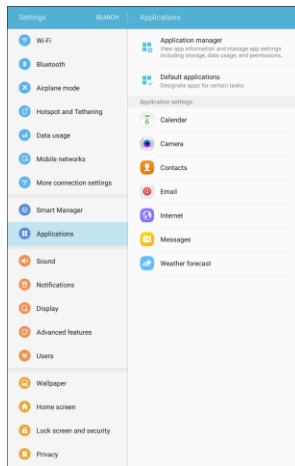 Settings
SEARCH
Wi-Fi
Bluetooth
Airplane mode
Hotspot and Tethering
Data usage
Mobile networks
More connection settings
Smart Manager
Applications
Sound
Notifications
Display
Advanced features
Users
Wallpaper
Home screen
Lock screen and security
Privacy
Applications
Application manager
View app information and manage app settings
including storage, data usage, and permissions.
Default applications
Designate apps for certain tasks.
Application settings
6
Calendar
Camera
Contacts
Email
Internet
Messages
Weather forecast